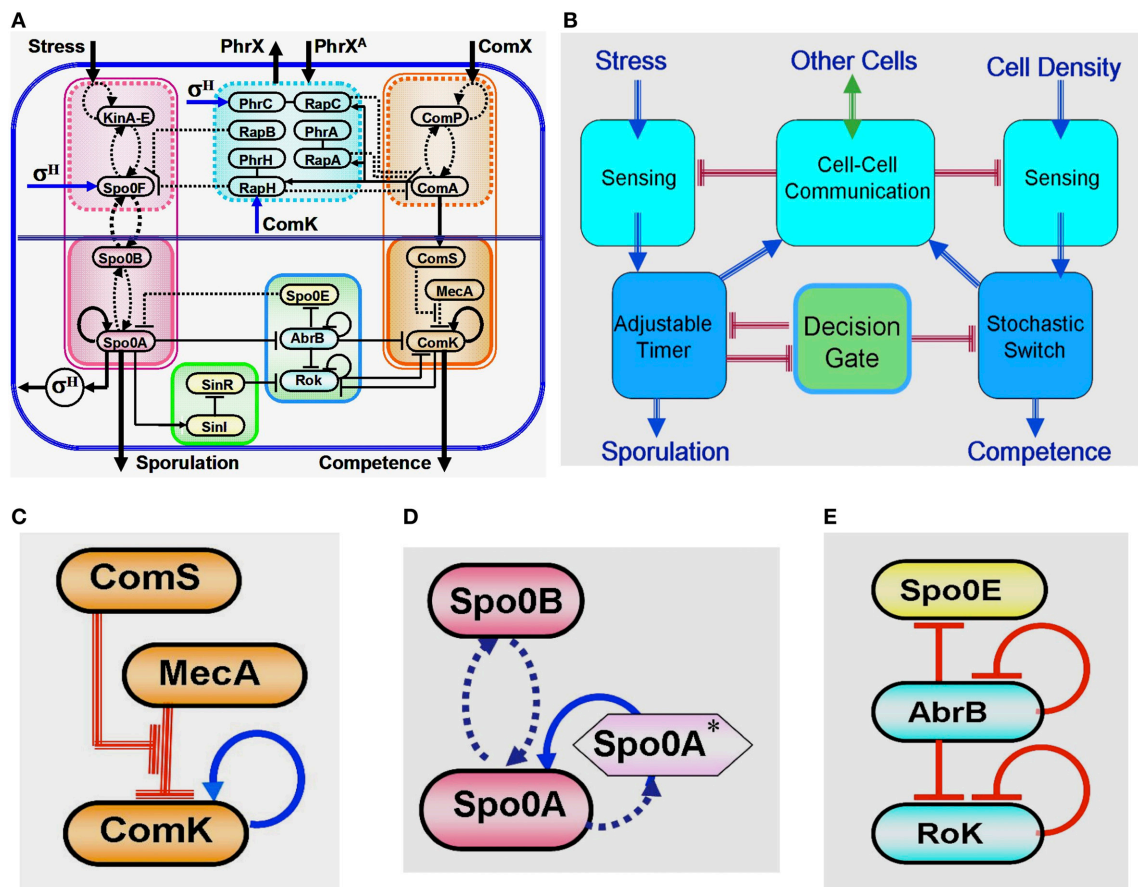 A
Stress
PhrX
PhrX^A
ComX
σ^H
KinA-E
PhrC
RapC
ComP
RapB
PhrA
σ^H
PhrH
RapA
Spo0F
RapH
ComA
ComK
Spo0B
ComS
Spo0E
MecA
Spo0A
AbrB
ComK
σ^H
SinR
Rok
SinI
Sporulation
Competence
B
Stress
Other Cells
Cell Density
Sensing
Cell-Cell
Communication
Sensing
Adjustable
Timer
Decision
Gate
Stochastic
Switch
Sporulation
Competence
C
ComS
MecA
ComK
D
Spo0B
Spo0A*
Spo0A
E
Spo0E
AbrB
RoK